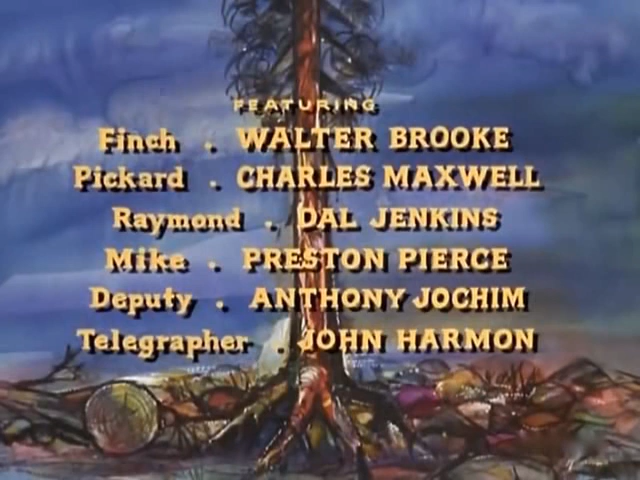 FEATURING
Finch . WALTER BROOKE
Pickard . CHARLES MAXWELL
Raymond . DAL JENKINS
Mike . PRESTON PIERCE
Deputy . ANTHONY JOCHIM
Telegrapher . JOHN HARMON